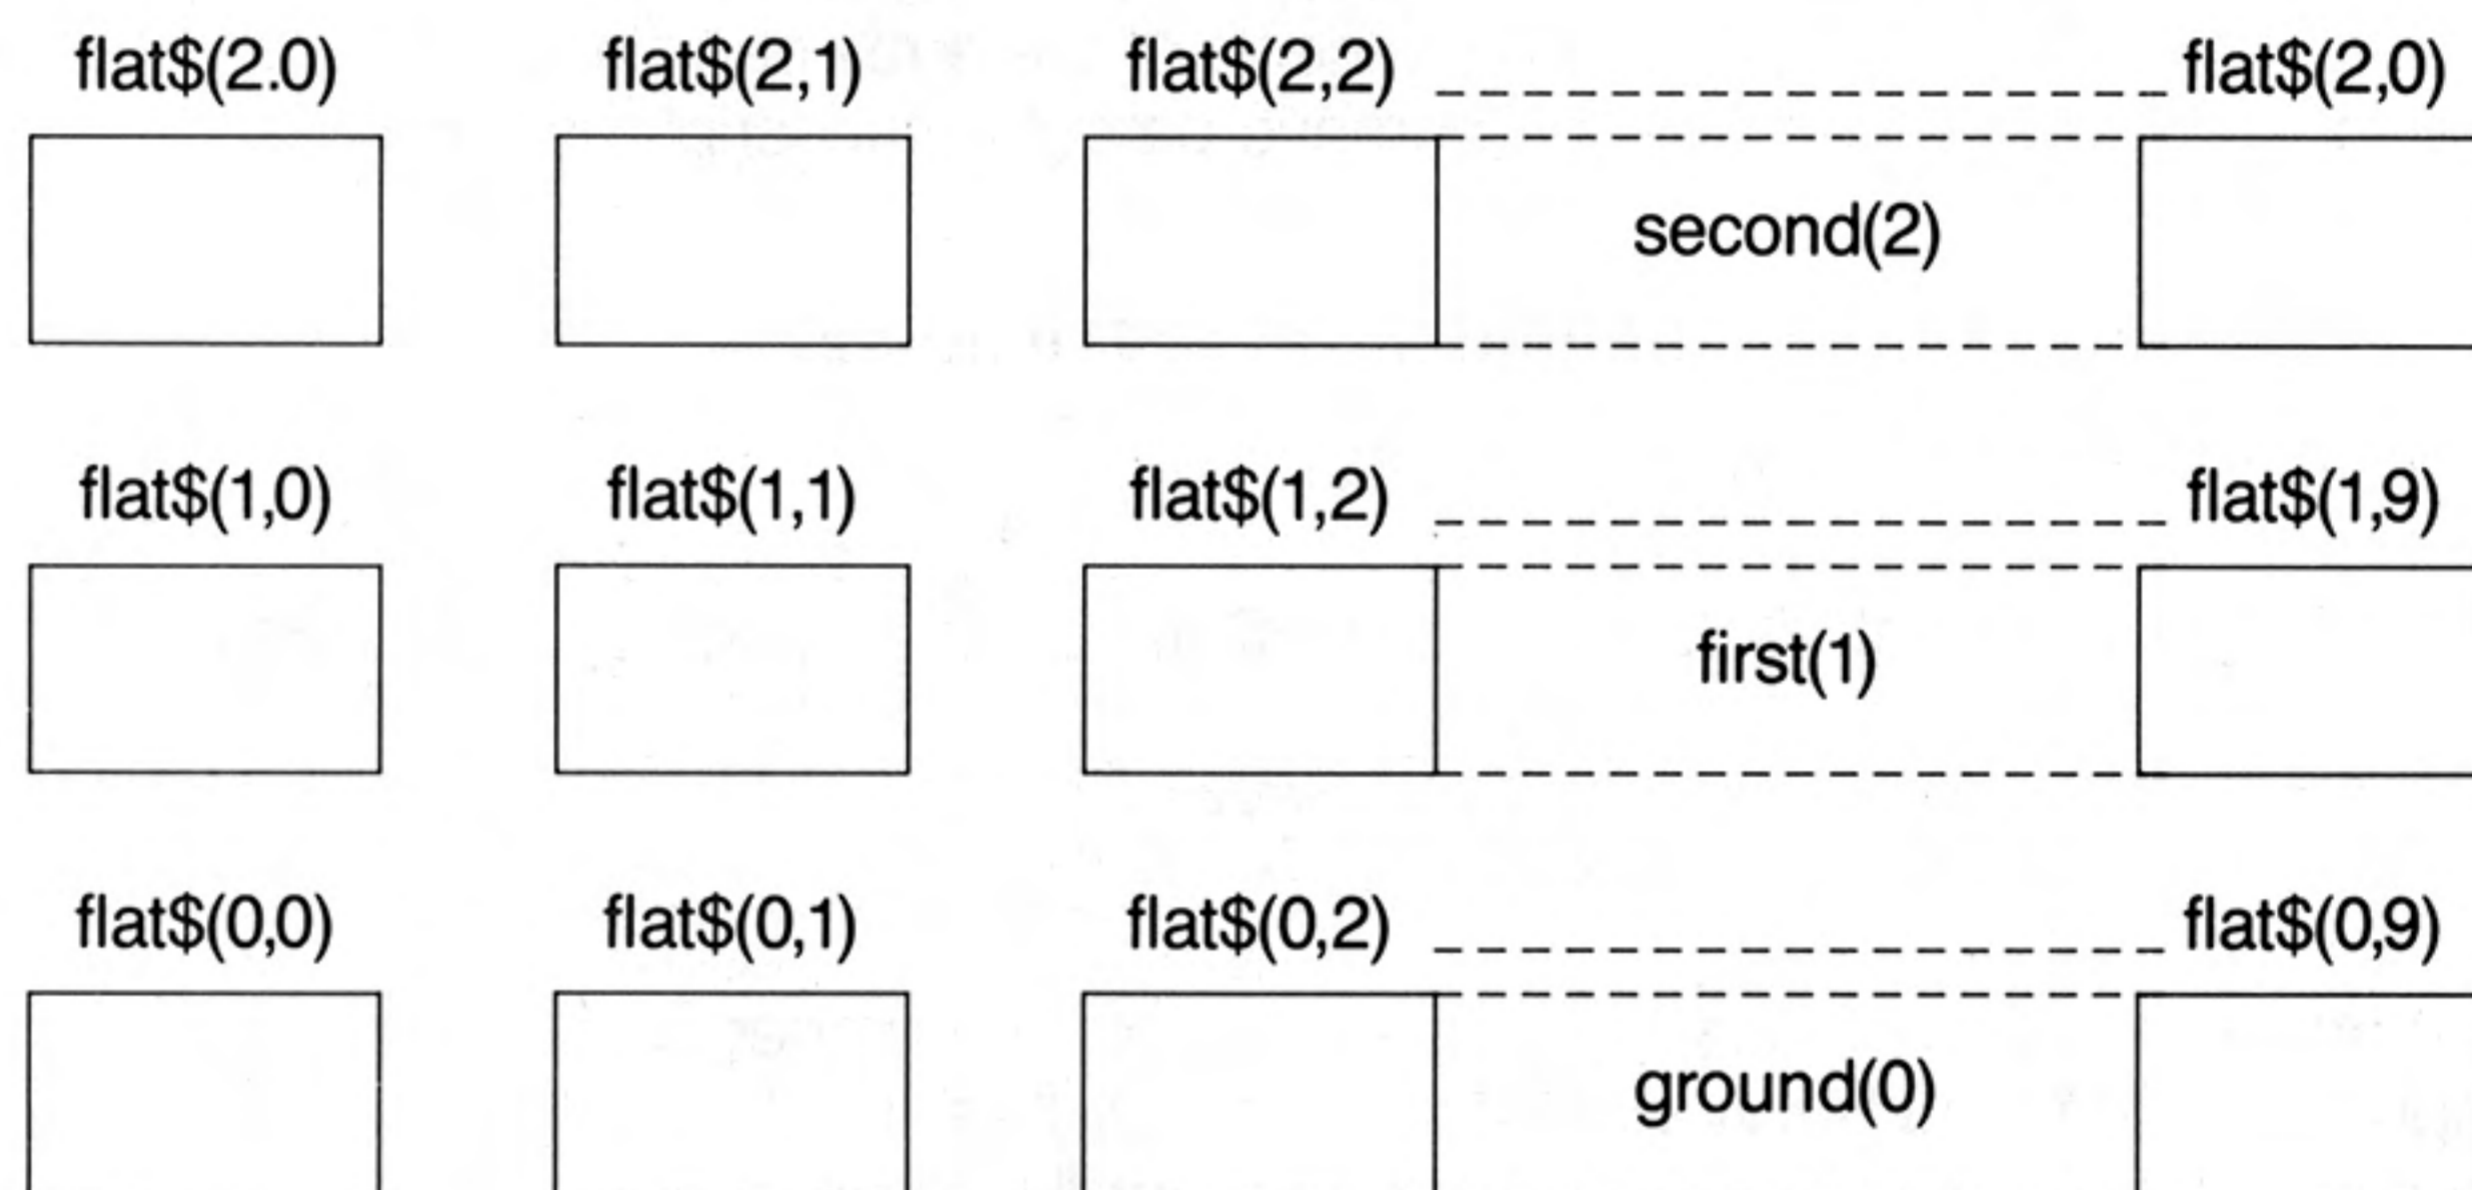 flat$(2.0) flat$(2,1) flat$(2,2) flat$(2,0)
second(2)
flat$(1,0) flat$(1,1) flat$(1,2) flat$(1,9)
first(1)
flat$(0,0) flat$(0,1) flat$(0,2) flat$(0,9)
ground(0)